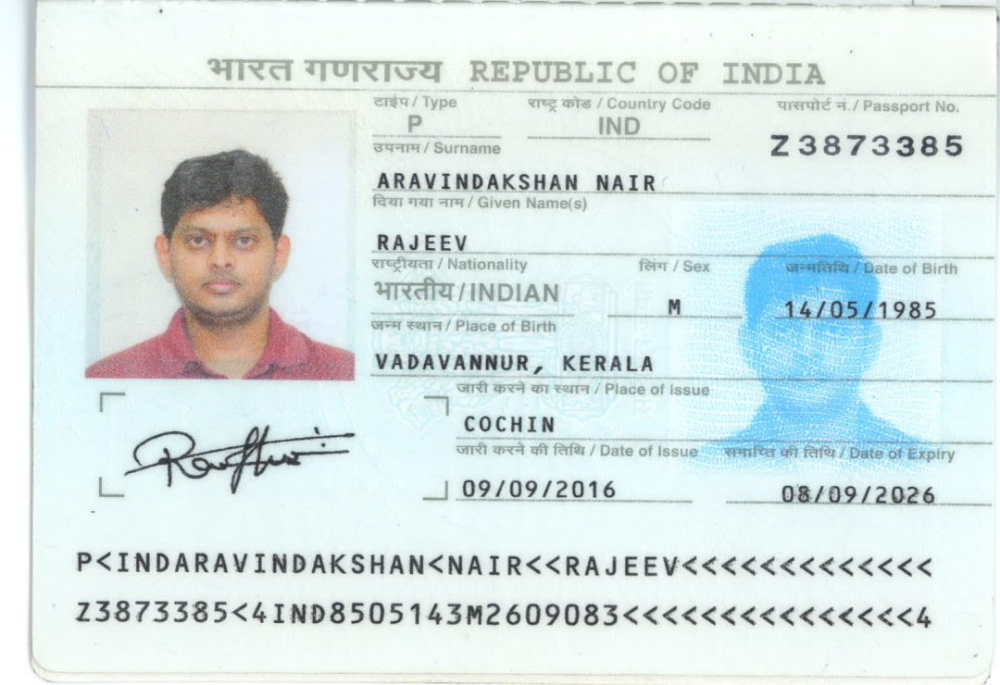 भारत गणराज्य REPUBLIC OF INDIA
टाईप / Type राष्ट्र कोड / Country Code पासपोर्ट नं./ Passport No.
P IND Z3873385
उपनाम / Surname
ARAVINDAKSHAN NAIR
दिया गया नाम / Given Name(s)
RAJEEV
राष्ट्रीयता / Nationality लिंग / Sex जन्मतिथि / Date of Birth
भारतीय/INDIAN M 14/05/1985
जन्म स्थान / Place of Birth
VADAVANNUR, KERALA
जारी करने का स्थान / Place of Issue
COCHIN
जारी करने की तिथि / Date of Issue समाप्ति की तिथि / Date of Expiry
09/09/2016 08/09/2026
P<INDARAVINDAKSHAN<NAIR<<RAJEEV<<<<<<<<<<<<<
Z3873385<4IND8505143M2609083<<<<<<<<<<<<<<<4